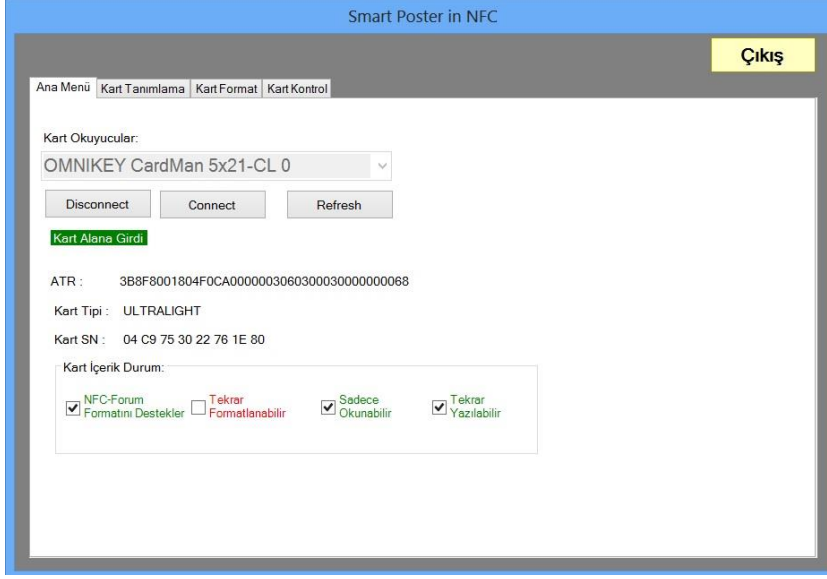 Smart Poster in NFC
Çıkış
Ana Menü Kart Tanımlama Kart Format Kart Kontrol
Kart Okuyucular:
OMNIKEY CardMan 5x21-CL 0
Disconnect Connect Refresh
Kart Alana Girdi
ATR : 3B8F8001804F0CA0000003060300030000000068
Kart Tipi : ULTRALIGHT
Kart SN : 04 C9 75 30 22 76 1E 80
Kart İçerik Durum:
NFC-Forum Formatını Destekler
Tekrar Formatlanabilir
Sadece Okunabilir
Tekrar Yazılabilir